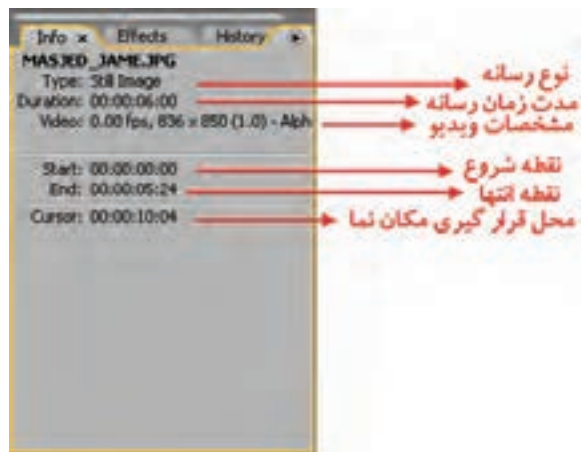 Info x Effects History
MASJED_JAME.JPG
Type: Still Image نوع رسانه
Duration: 00:00:06:00 مدت زمان رسانه
Video: 0.00 fps, 836 x 850 (1.0) - Alph مشخصات ویدیو
Start: 00:00:00:00 نقطه شروع
End: 00:00:05:24 نقطه انتها
Cursor: 00:00:10:04 محل قرار گیری مکان نما